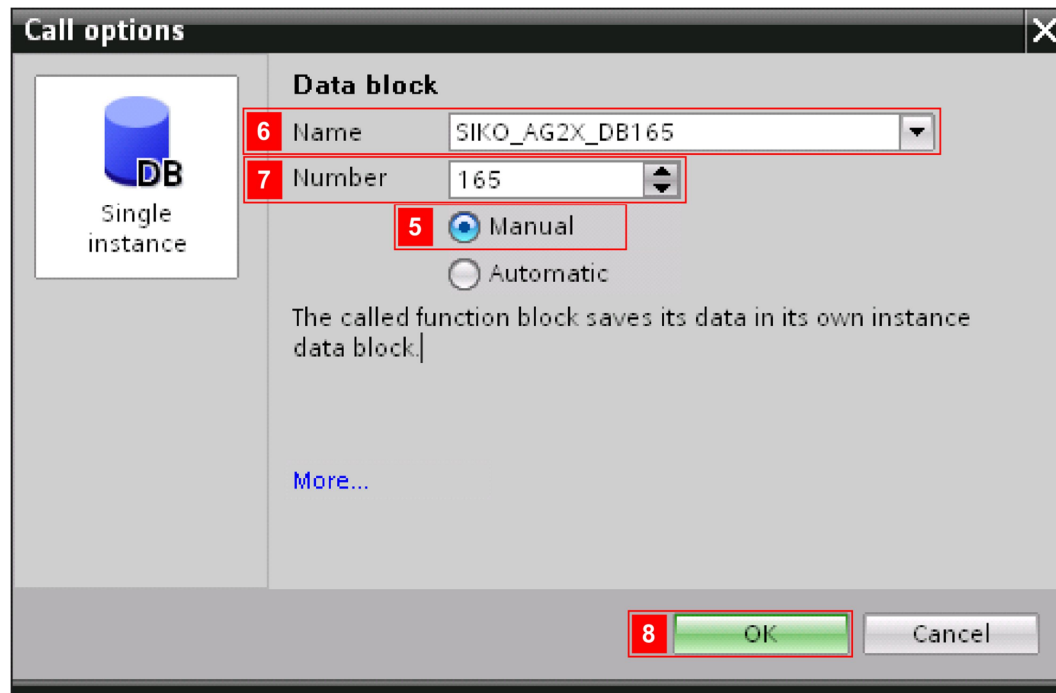 Call options
DB
Single
instance
Data block
6 Name SIKO_AG2X_DB165
7 Number 165
5 Manual
Automatic
The called function block saves its data in its own instance
data block.
More...
8 OK Cancel